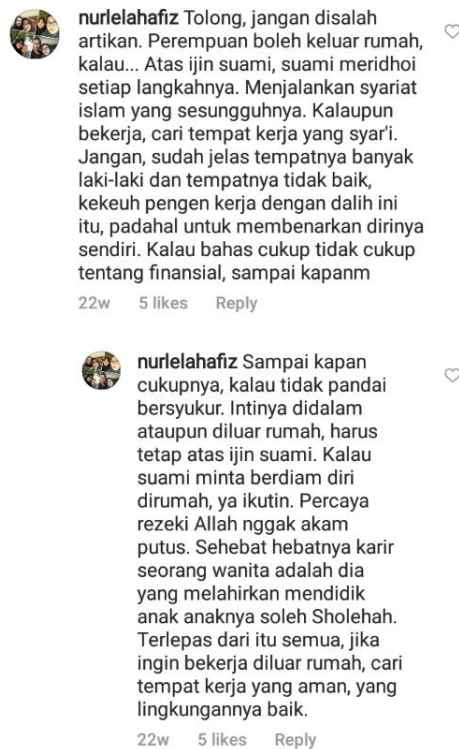 nurlelahafiz Tolong, jangan disalah
artikan. Perempuan boleh keluar rumah,
kalau... Atas ijin suami, suami meridhoi
setiap langkahnya. Menjalankan syariat
islam yang sesungguhnya. Kalaupun
bekerja, cari tempat kerja yang syar'i.
Jangan, sudah jelas tempatnya banyak
laki-laki dan tempatnya tidak baik,
kekeuh pengen kerja dengan dalih ini
itu, padahal untuk membenarkan dirinya
sendiri. Kalau bahas cukup tidak cukup
tentang finansial, sampai kapanm
22w 5 likes Reply
nurlelahafiz Sampai kapan
cukupnya, kalau tidak pandai
bersyukur. Intinya didalam
ataupun diluar rumah, harus
tetap atas ijin suami. Kalau
suami minta berdiam diri
dirumah, ya ikutin. Percaya
rezeki Allah nggak akam
putus. Sehebat hebatnya karir
seorang wanita adalah dia
yang melahirkan mendidik
anak anaknya soleh Sholehah.
Terlepas dari itu semua, jika
ingin bekerja diluar rumah, cari
tempat kerja yang aman, yang
lingkungannya baik.
22w 5 likes Reply